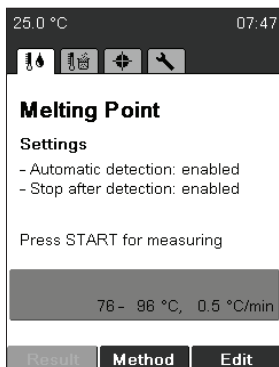 25.0 °C 07:47
Melting Point
Settings
- Automatic detection: enabled
- Stop after detection: enabled
Press START for measuring
76 - 96 °C, 0.5 °C/min
Result Method Edit